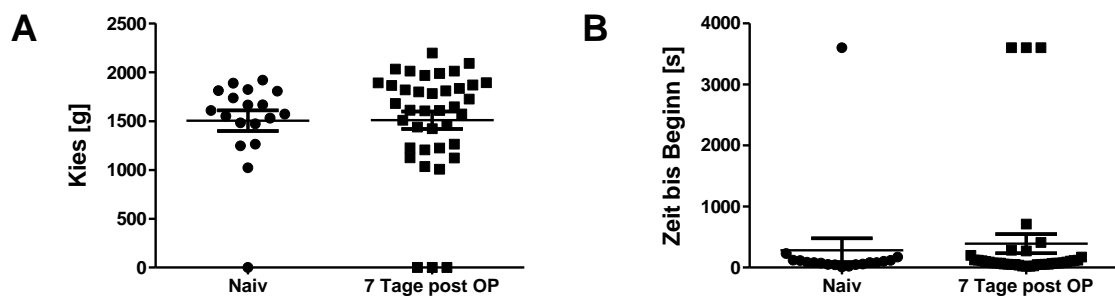 A
Kies [g]
2500
2000
1500
1000
500
0
Naiv
7 Tage post OP
B
Zeit bis Beginn [s]
4000
3000
2000
1000
0
Naiv
7 Tage post OP